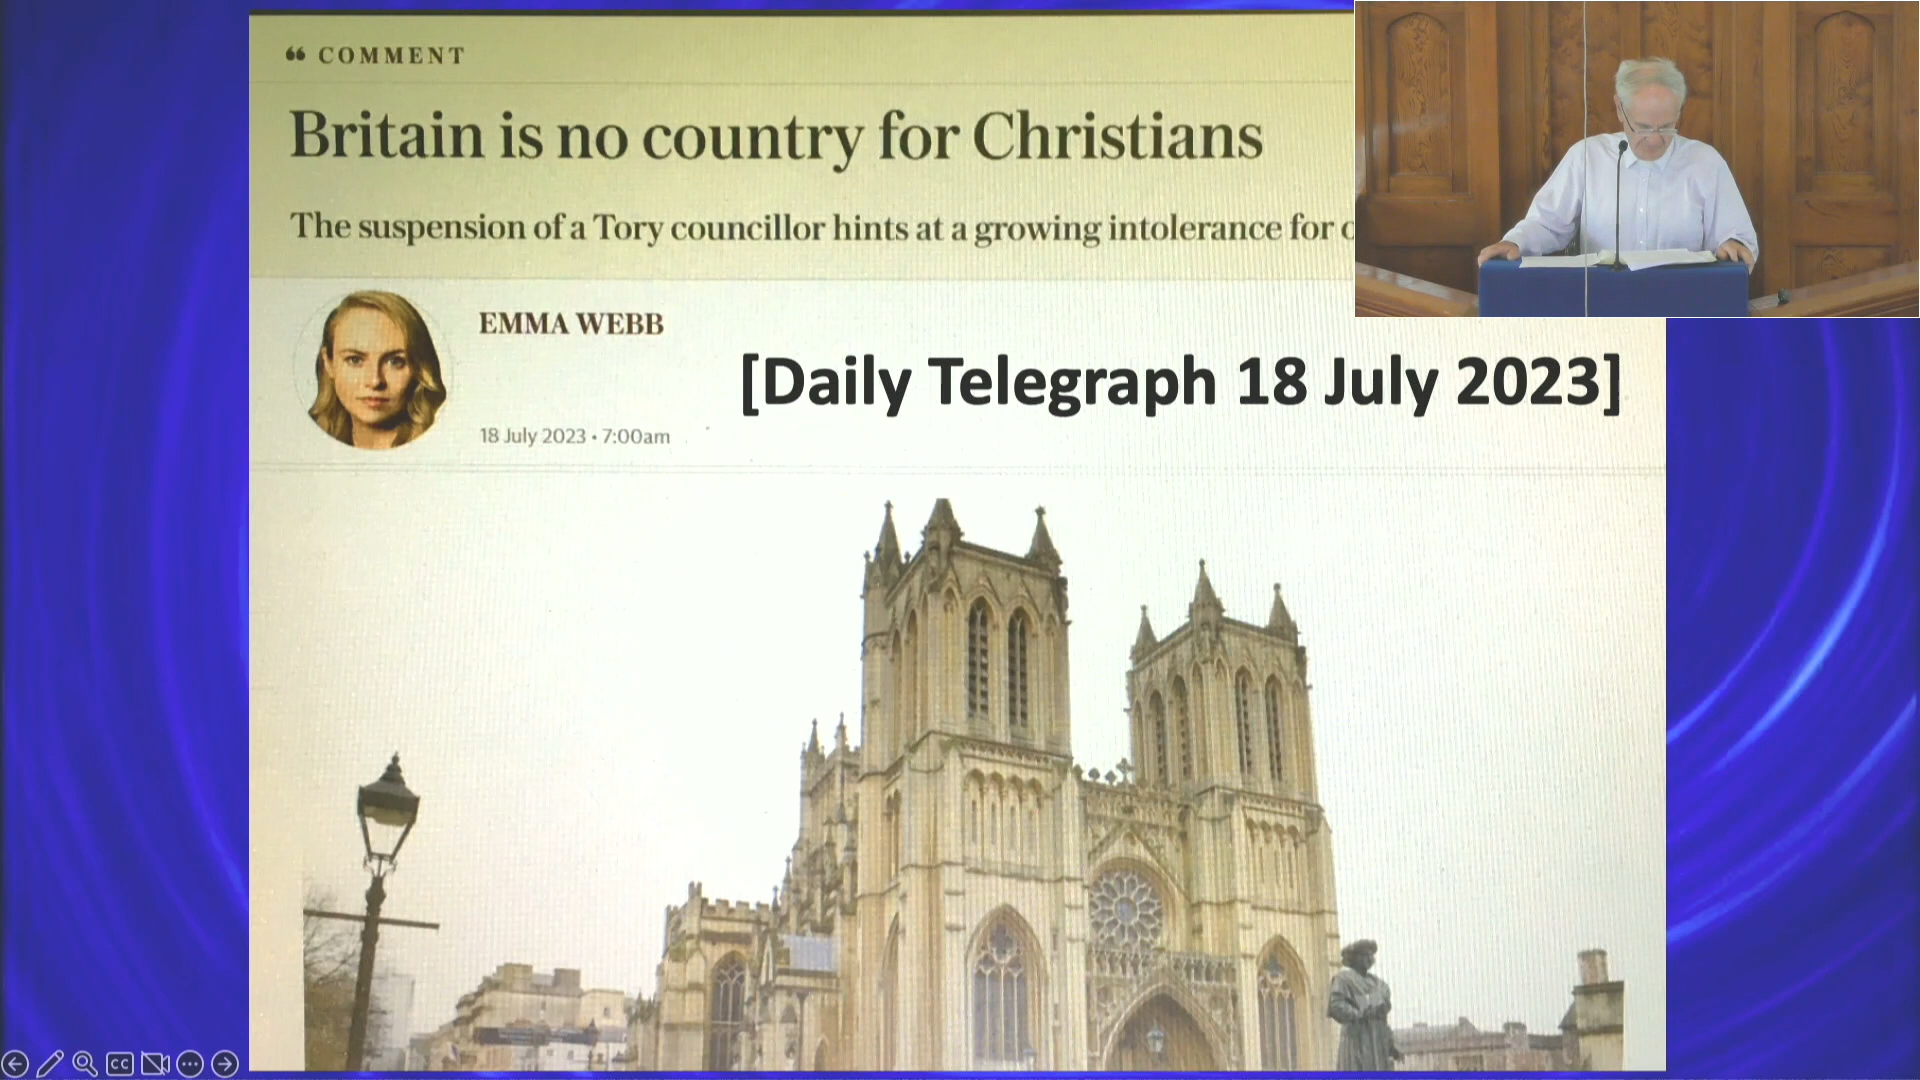 ❝ COMMENT
Britain is no country for Christians
The suspension of a Tory councillor hints at a growing intolerance for
EMMA WEBB
[Daily Telegraph 18 July 2023]
18 July 2023 • 7:00am
CC